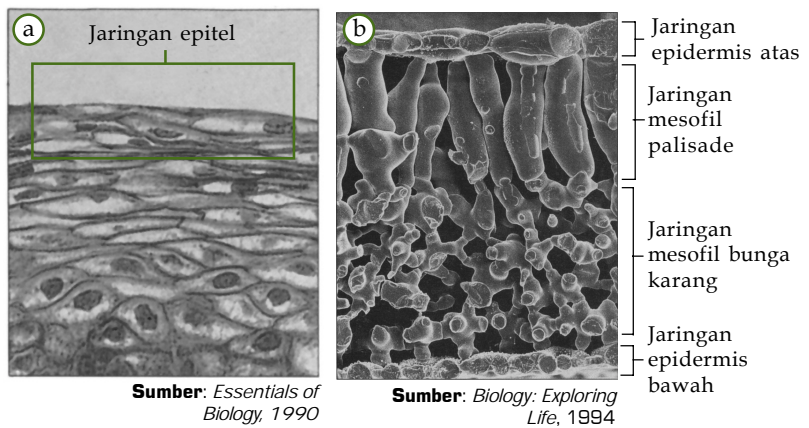 a
Jaringan epitel
Sumber: Essentials of
Biology, 1990
b
Jaringan
epidermis atas
Jaringan
mesofil
palisade
Jaringan
mesofil bunga
karang
Jaringan
epidermis
bawah
Sumber: Biology: Exploring
Life, 1994